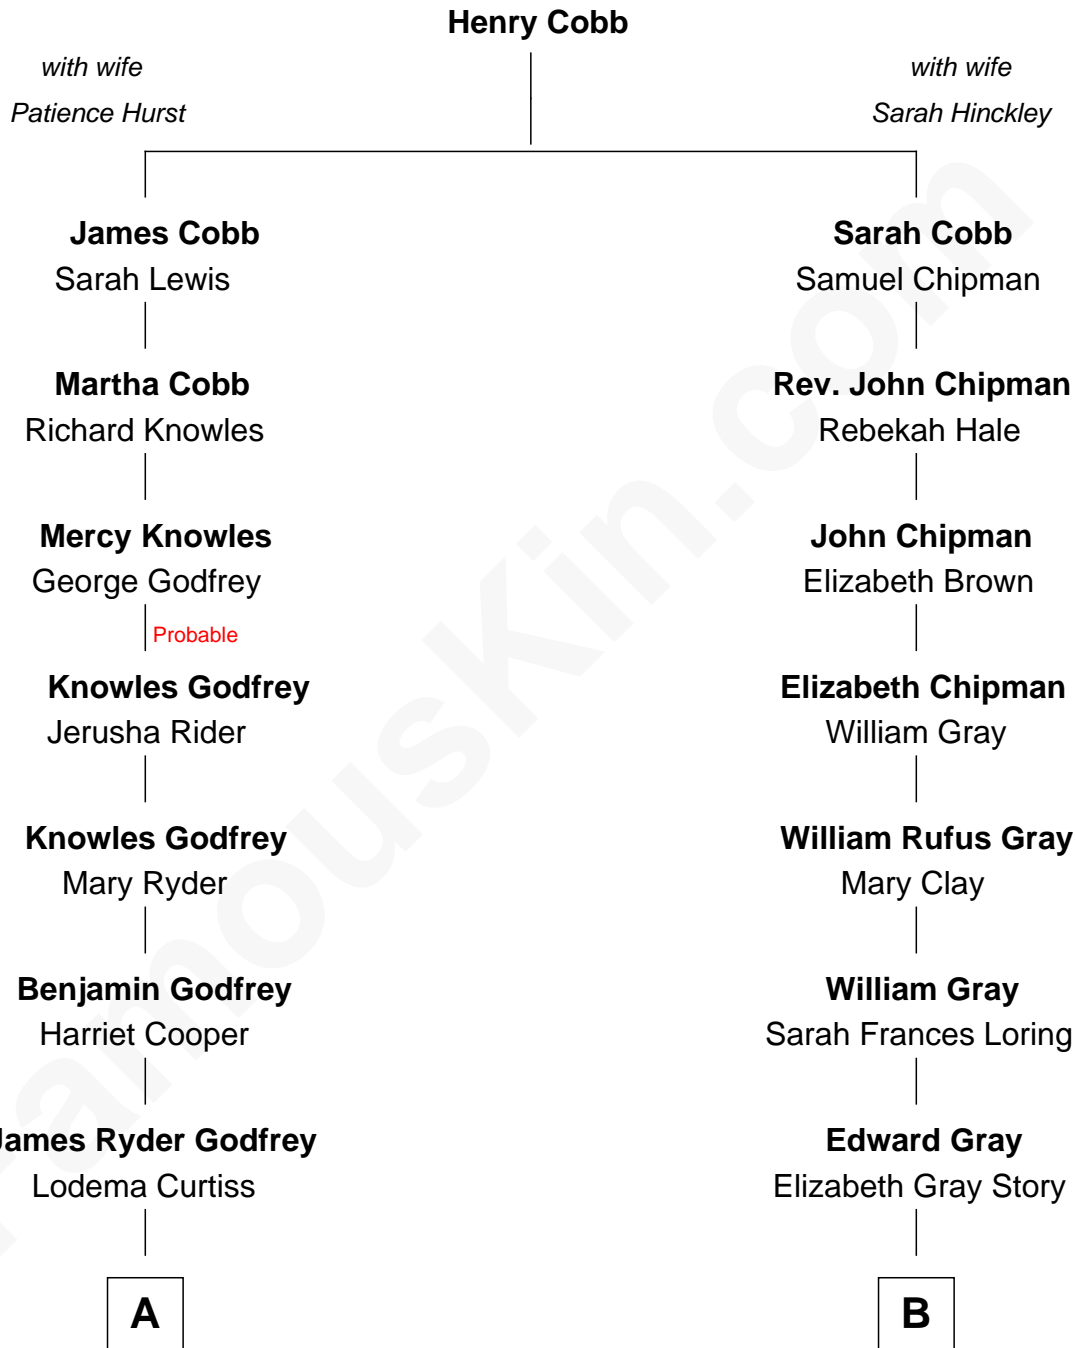 Henry Cobb
with wife
Patience Hurst
with wife
Sarah Hinckley
James Cobb
Sarah Lewis
Sarah Cobb
Samuel Chipman
Martha Cobb
Richard Knowles
Rev. John Chipman
Rebekah Hale
Mercy Knowles
George Godfrey
John Chipman
Elizabeth Brown
Probable
Knowles Godfrey
Jerusha Rider
Elizabeth Chipman
William Gray
Knowles Godfrey
Mary Ryder
William Rufus Gray
Mary Clay
Benjamin Godfrey
Harriet Cooper
William Gray
Sarah Frances Loring
James Ryder Godfrey
Lodema Curtiss
Edward Gray
Elizabeth Gray Story
A
B
FamousKin.com